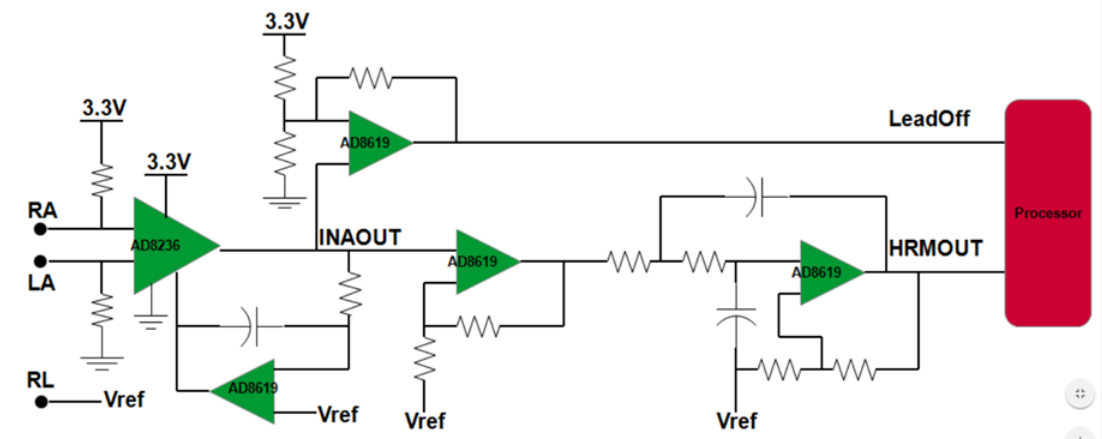 3.3V
3.3V
3.3V
AD8619
LeadOff
RA
AD8236
LA
INAOUT
AD8619
AD8619
HRMOUT
Processor
RL
Vref
AD8619
Vref
Vref
Vref